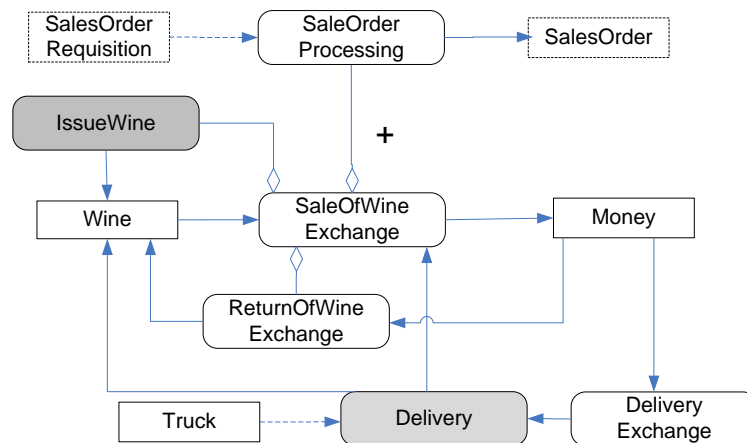 SalesOrder
Requisition
SaleOrder
Processing
SalesOrder
IssueWine
+
Wine
SaleOfWine
Exchange
Money
ReturnOfWine
Exchange
Truck
Delivery
Delivery
Exchange